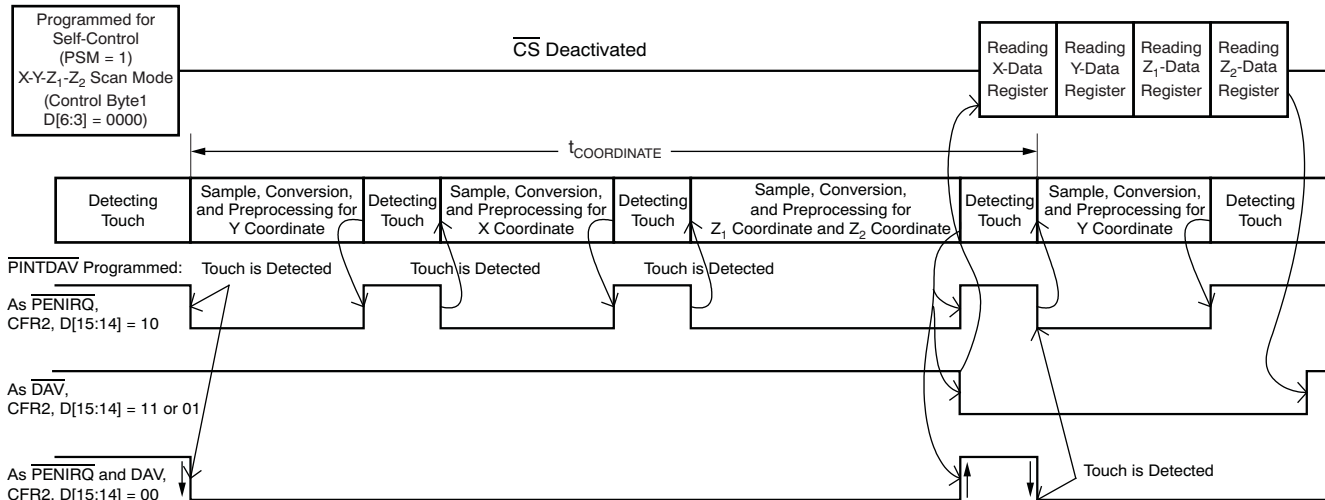 Programmed for
Self-Control
(PSM = 1)
X-Y-Z1-Z2 Scan Mode
(Control Byte1
D[6:3] = 0000)
CS Deactivated
Reading
X-Data
Register
Reading
Y-Data
Register
Reading
Z1-Data
Register
Reading
Z2-Data
Register
tCOORDINATE
Detecting
Touch
Sample, Conversion,
and Preprocessing for
Y Coordinate
Detecting
Touch
Sample, Conversion,
and Preprocessing for
X Coordinate
Detecting
Touch
Sample, Conversion,
and Preprocessing for
Z1 Coordinate and Z2 Coordinate
Detecting
Touch
Sample, Conversion,
and Preprocessing for
Y Coordinate
Detecting
Touch
PINTDAV Programmed:
Touch is Detected
Touch is Detected
Touch is Detected
As PENIRQ,
CFR2, D[15:14] = 10
As DAV,
CFR2, D[15:14] = 11 or 01
As PENIRQ and DAV,
CFR2, D[15:14] = 00
Touch is Detected